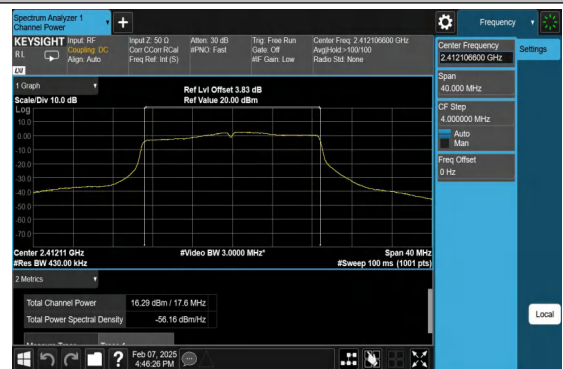 Spectrum Analyzer 1
Channel Power
+
Frequency
KEYSIGHT
RL
LXI
Input: RF
Coupling: DC
Align: Auto
Input Z: 50 Ω
Corr CCorr RCal
Freq Ref: Int (S)
Atten: 30 dB
#PNO: Fast
Trig: Free Run
Gate: Off
#IF Gain: Low
Center Freq: 2.412106600 GHz
Avg|Hold:>100/100
Radio Std: None
Center Frequency
2.412106600 GHz
Settings
Span
40.000 MHz
CF Step
4.000000 MHz
Auto
Man
Freq Offset
0 Hz
Local
1 Graph
Scale/Div 10.0 dB
Ref Lvl Offset 3.83 dB
Ref Value 20.00 dBm
Log
10.0
0.00
-10.0
-20.0
-30.0
-40.0
-50.0
-60.0
-70.0
Center 2.41211 GHz
#Res BW 430.00 kHz
#Video BW 3.0000 MHz*
Span 40 MHz
#Sweep 100 ms (1001 pts)
2 Metrics
Total Channel Power 16.29 dBm / 17.6 MHz
Total Power Spectral Density -56.16 dBm/Hz
?
Feb 07, 2025
4:46:26 PM